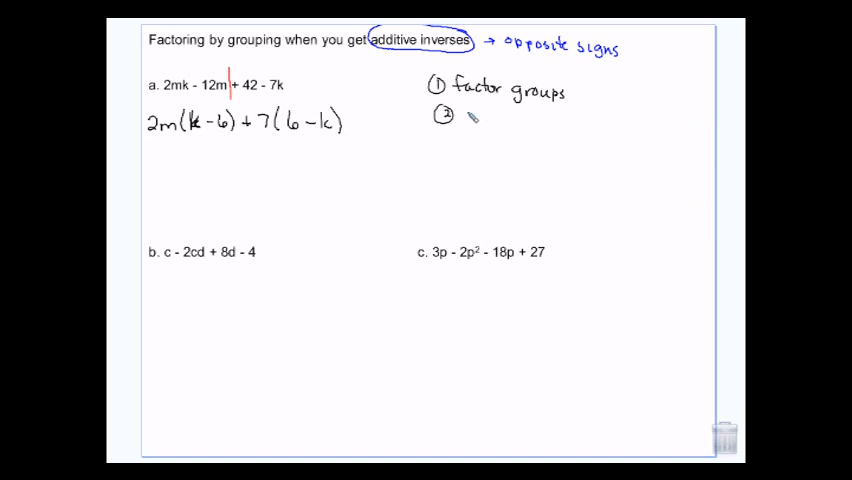 Factoring by grouping when you get additive inverses → opposite signs
a. 2mk - 12m + 42 - 7k
① factor groups
2m(k - 6) + 7(6 - k)
②
b. c - 2cd + 8d - 4
c. 3p - 2p² - 18p + 27